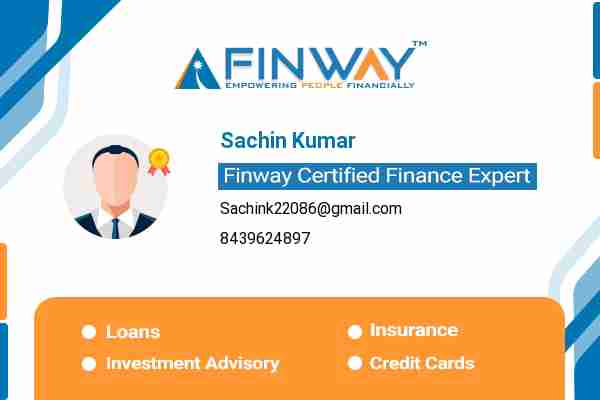 FINWAY™
EMPOWERING PEOPLE FINANCIALLY
Sachin Kumar
Finway Certified Finance Expert
Sachink22086@gmail.com
8439624897
Loans
Insurance
Investment Advisory
Credit Cards